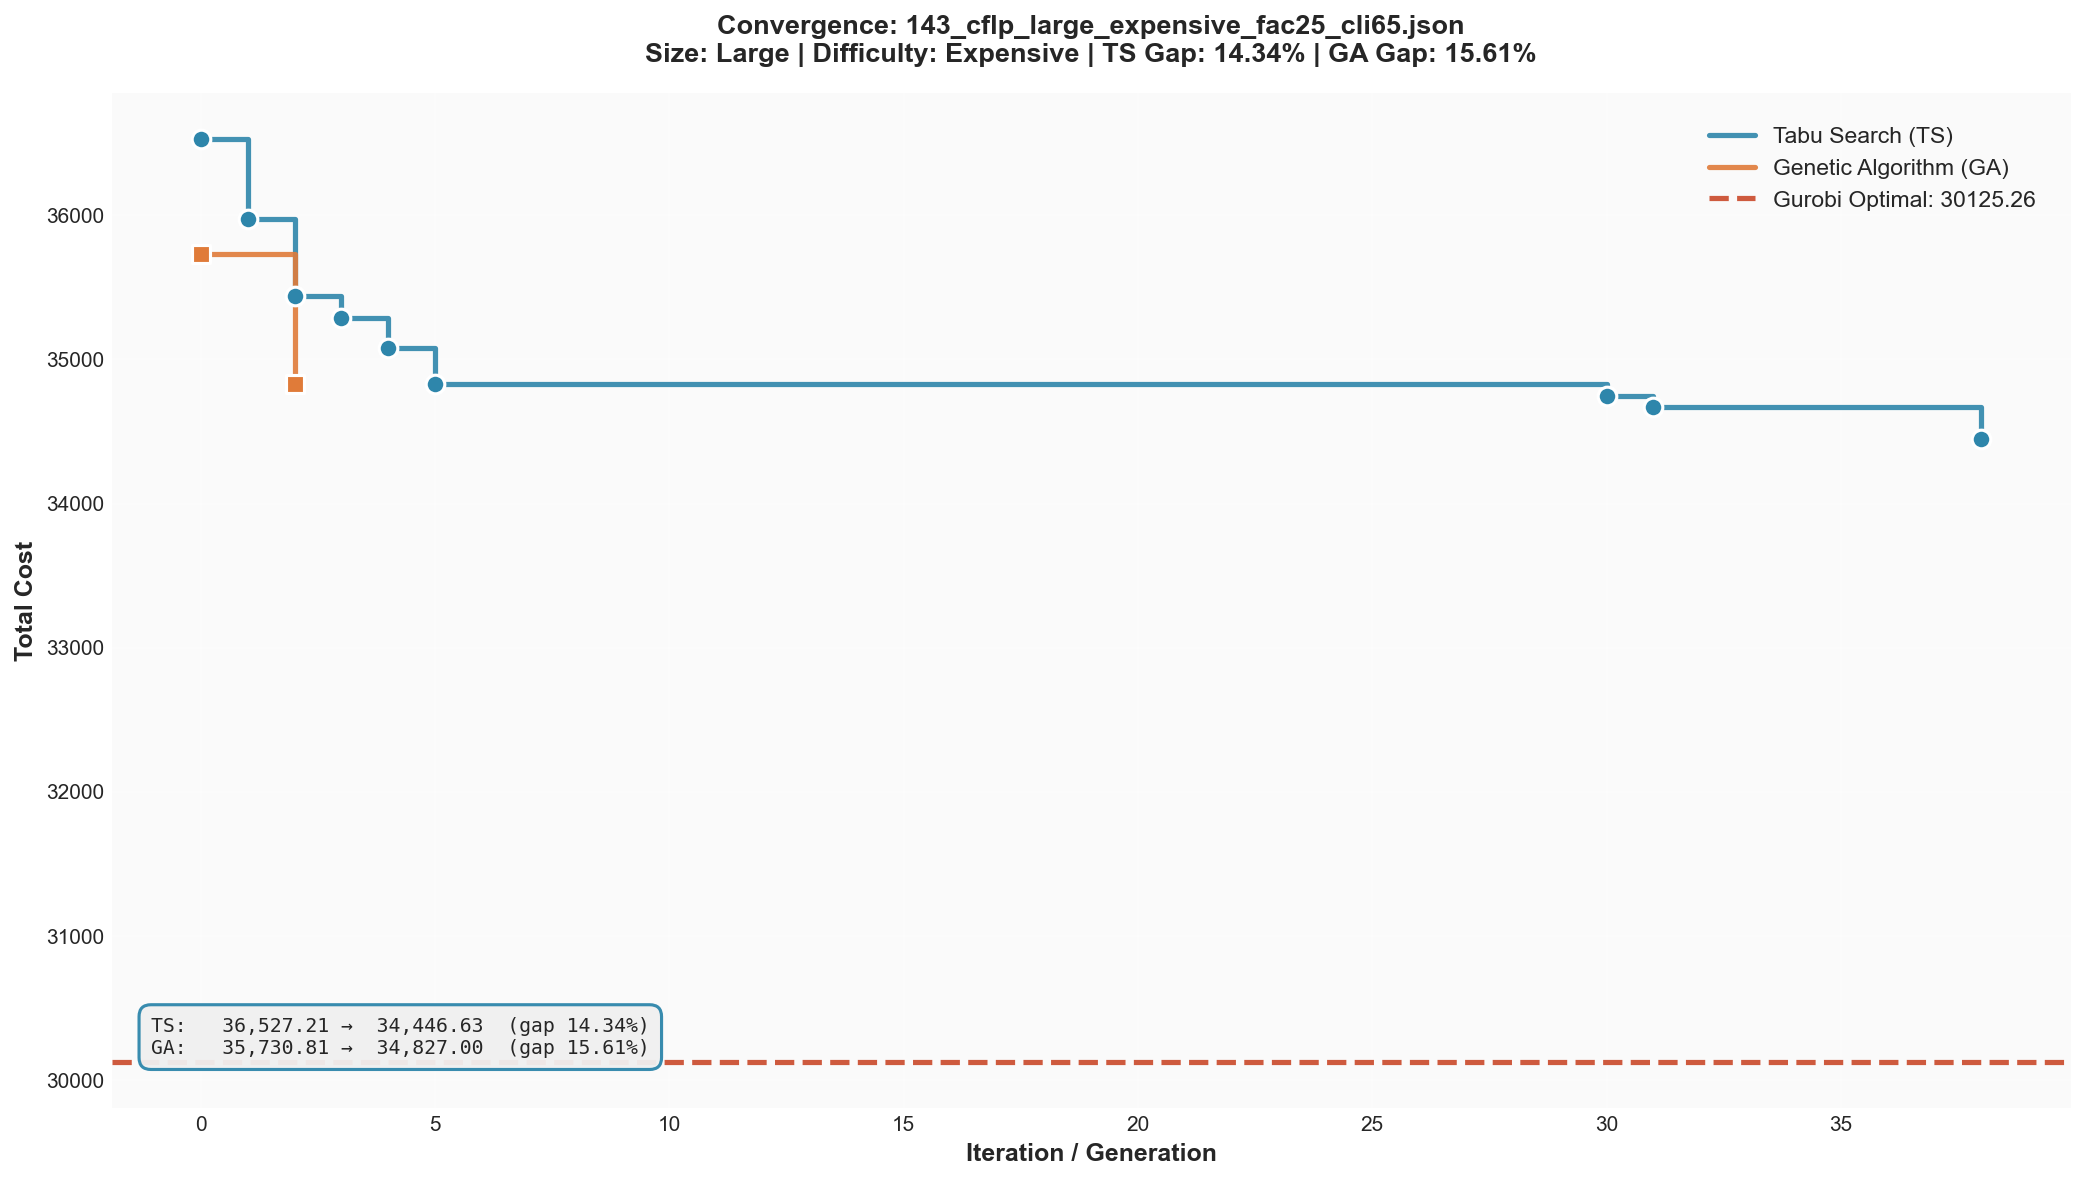 Convergence: 143_cflp_large_expensive_fac25_cli65.json
Size: Large | Difficulty: Expensive | TS Gap: 14.34% | GA Gap: 15.61%
Tabu Search (TS)
Genetic Algorithm (GA)
Gurobi Optimal: 30125.26
Total Cost
36000
35000
34000
33000
32000
31000
30000
TS: 36,527.21 → 34,446.63 (gap 14.34%)
GA: 35,730.81 → 34,827.00 (gap 15.61%)
0 5 10 15 20 25 30 35
Iteration / Generation